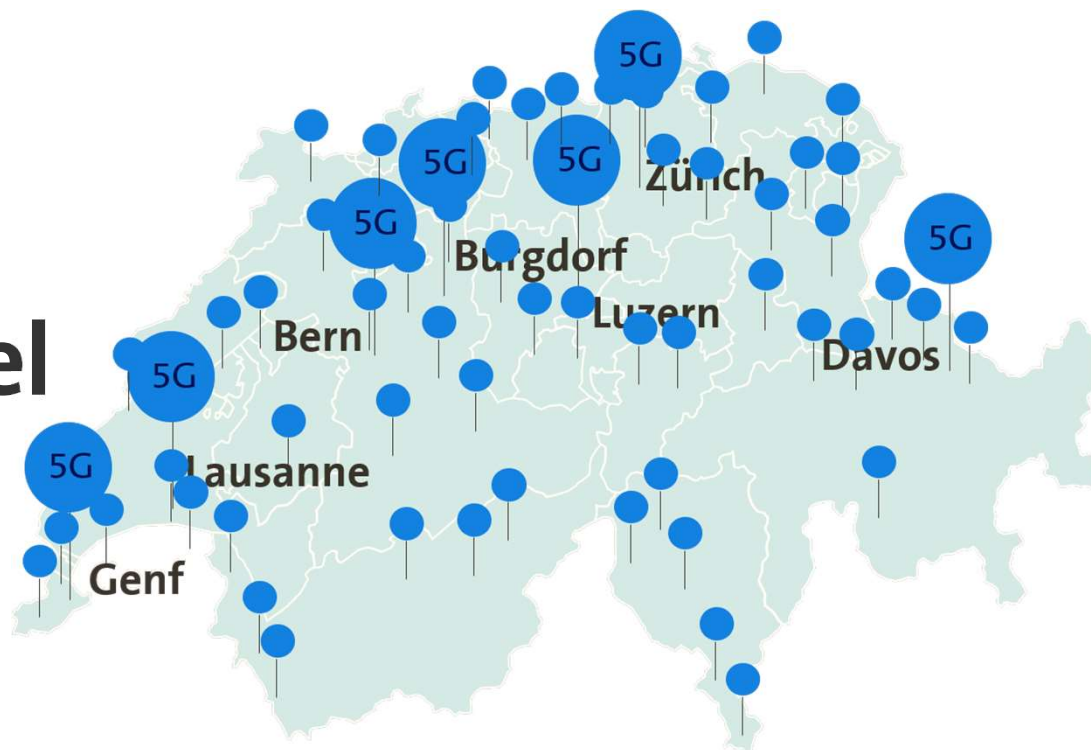 5G
5G
5G
Zürich
5G
5G
Burgdorf
Luzern
Bern
el
Davos
5G
Lausanne
5G
Genf